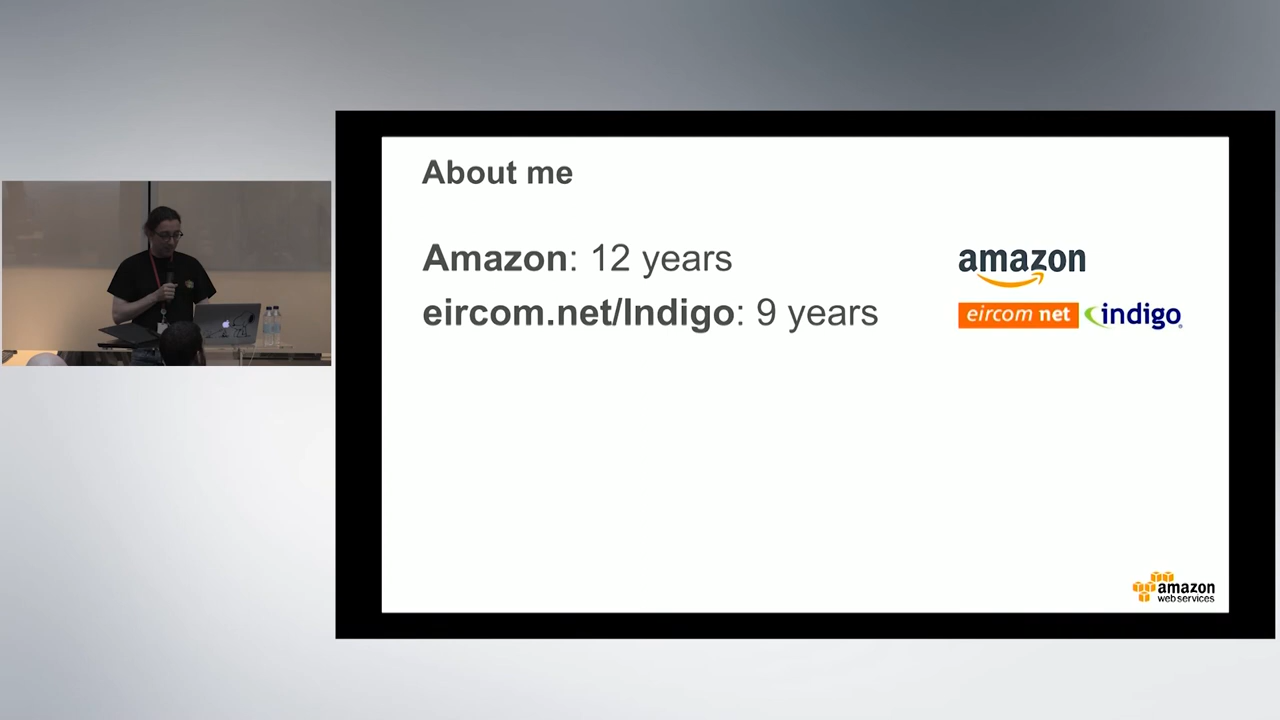 About me
Amazon: 12 years
amazon
eircom.net/Indigo: 9 years
eircom net
indigo
amazon
web services